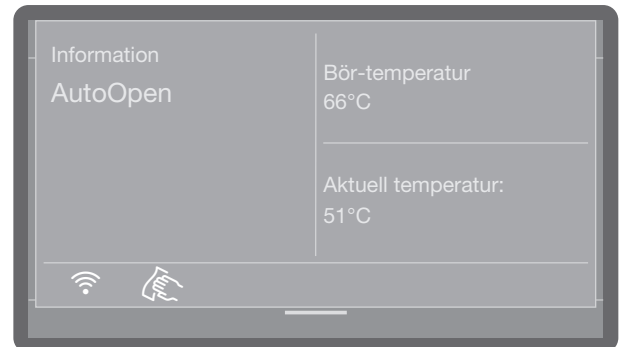 Information
AutoOpen
Bör-temperatur
66°C
Aktuell temperatur:
51°C